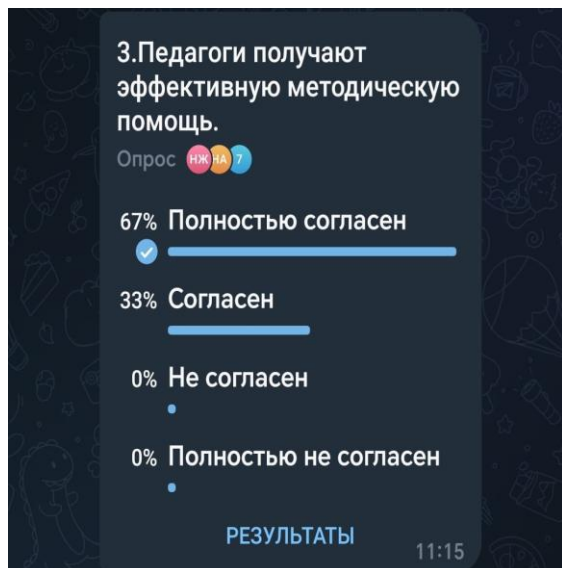 3.Педагоги получают
эффективную методическую
помощь.
Опрос НЖ НА 7
67% Полностью согласен
33% Согласен
0% Не согласен
0% Полностью не согласен
РЕЗУЛЬТАТЫ
11:15